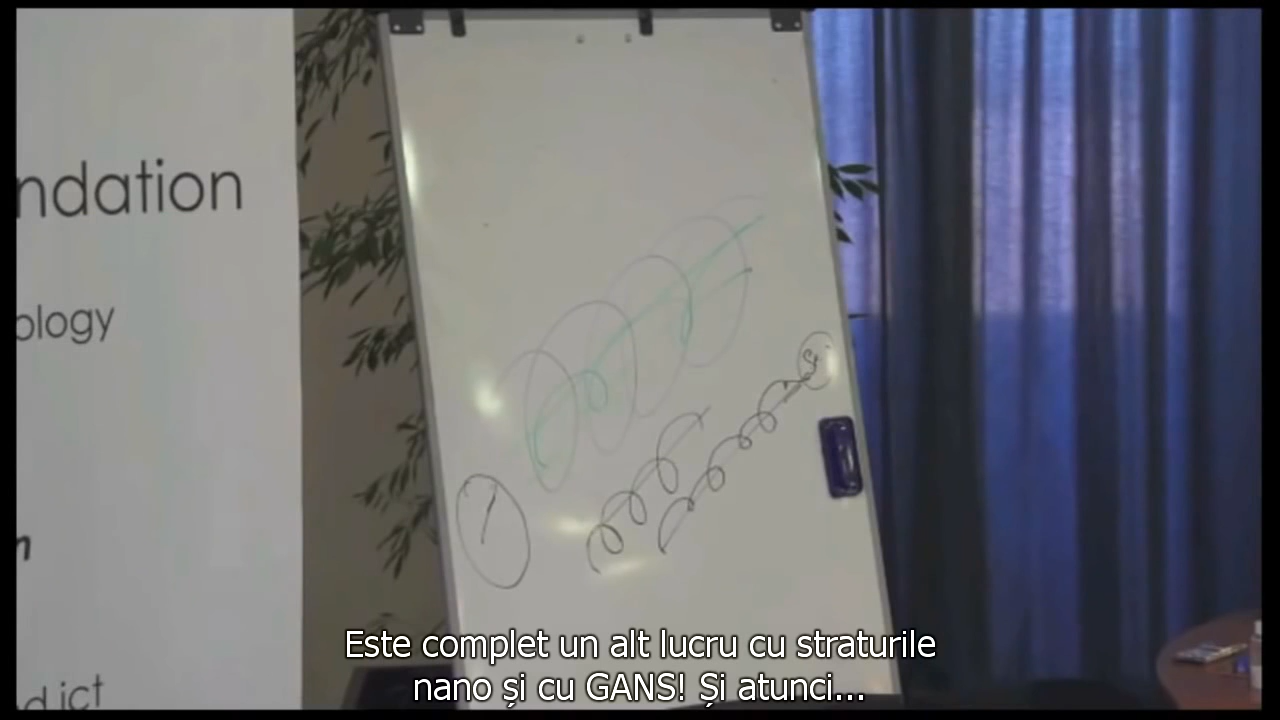 ndation
ology
n
d ict
Este complet un alt lucru cu straturile
nano și cu GANS! Și atunci...